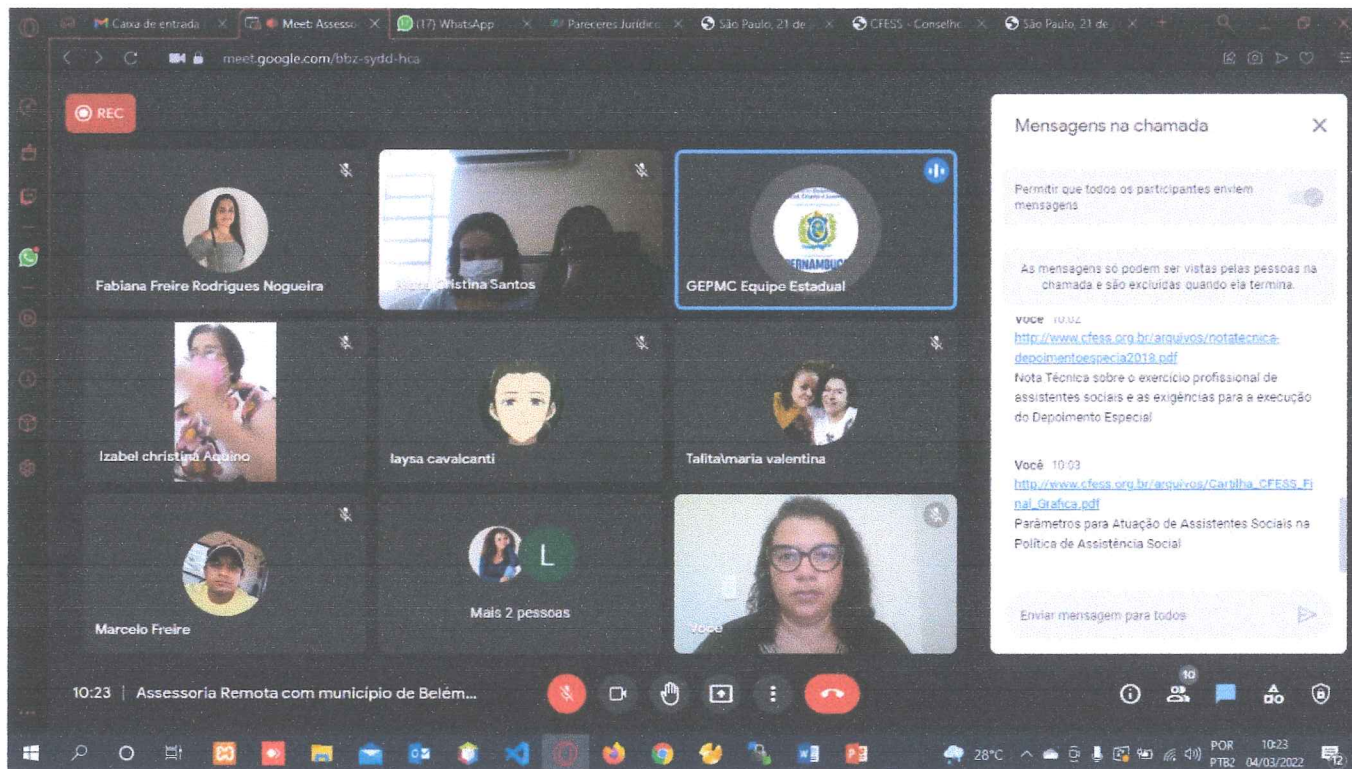 Caixa de entrada
Meet: Assesso
(17) WhatsApp
Pareceres Jurídico
São Paulo, 21 de
CFESS - Conselho
São Paulo, 21 de
meet.google.com/bbz-sydd-hca
REC
Fabiana Freire Rodrigues Nogueira
Cristina Santos
PERNAMBUCO
GEPMC Equipe Estadual
Izabel christina Aquino
laysa cavalcanti
Talita\maria valentina
Marcelo Freire
L
Mais 2 pessoas
Você
Mensagens na chamada
Permitir que todos os participantes enviem
mensagens
As mensagens só podem ser vistas pelas pessoas na
chamada e são excluídas quando ela termina.
Você 10:02
http://www.cfess.org.br/arquivos/notatecnica-
depoimentoespecia2018.pdf
Nota Técnica sobre o exercício profissional de
assistentes sociais e as exigências para a execução
do Depoimento Especial
Você 10:03
http://www.cfess.org.br/arquivos/Cartilha_CFESS_Fi
nal_Grafica.pdf
Parâmetros para Atuação de Assistentes Sociais na
Política de Assistência Social
Enviar mensagem para todos
10:23 | Assessoria Remota com município de Belém...
10
28°C
POR
PTB2
10:23
04/03/2022
12